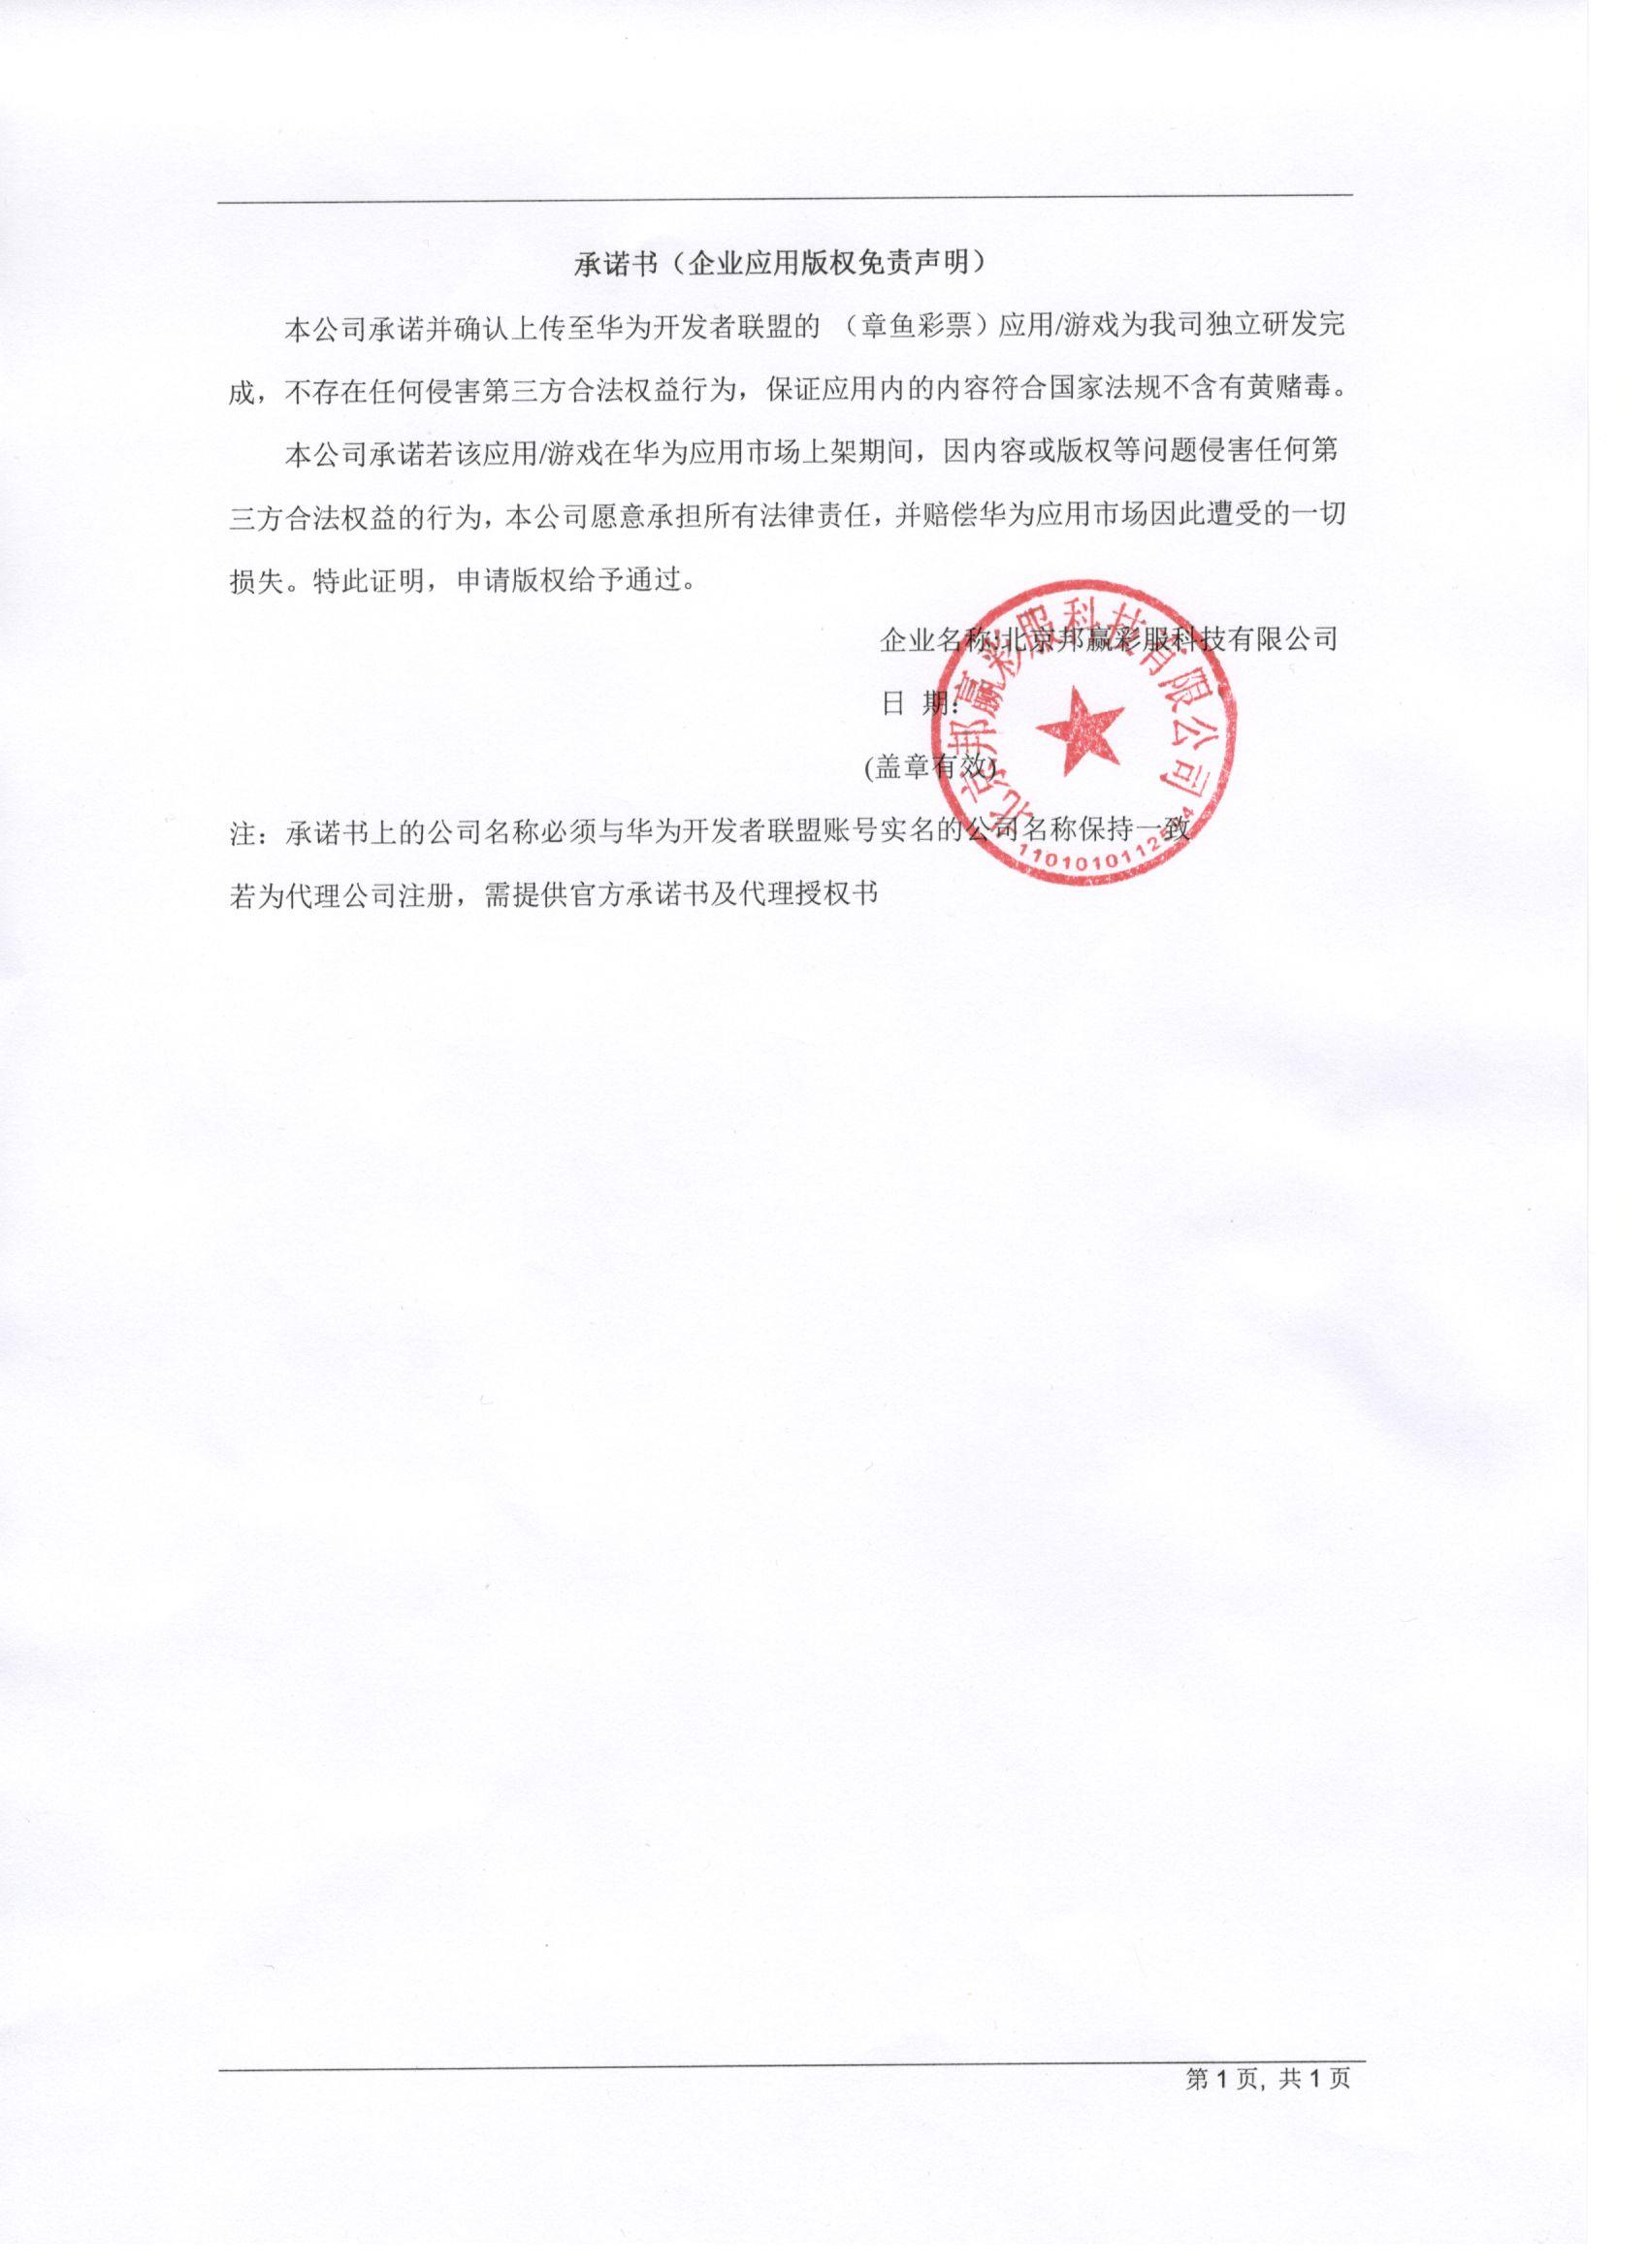 承诺书（企业应用版权免责声明）
本公司承诺并确认上传至华为开发者联盟的 （章鱼彩票）应用/游戏为我司独立研发完
成，不存在任何侵害第三方合法权益行为，保证应用内的内容符合国家法规不含有黄赌毒。
本公司承诺若该应用/游戏在华为应用市场上架期间，因内容或版权等问题侵害任何第
三方合法权益的行为，本公司愿意承担所有法律责任，并赔偿华为应用市场因此遭受的一切
损失。特此证明，申请版权给予通过。
企业名称:北京邦赢彩服科技有限公司
日 期:
(盖章有效)
北京邦赢彩服科技有限公司
注：承诺书上的公司名称必须与华为开发者联盟账号实名的公司名称保持一致
若为代理公司注册，需提供官方承诺书及代理授权书
第 1 页, 共 1 页